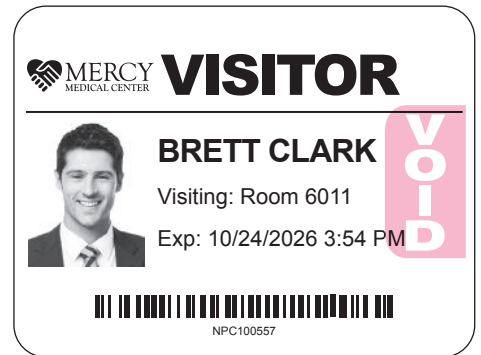 MERCY
MEDICAL CENTER
VISITOR
BRETT CLARK
Visiting: Room 6011
Exp: 10/24/2026 3:54 PM
VOID
NPC100557